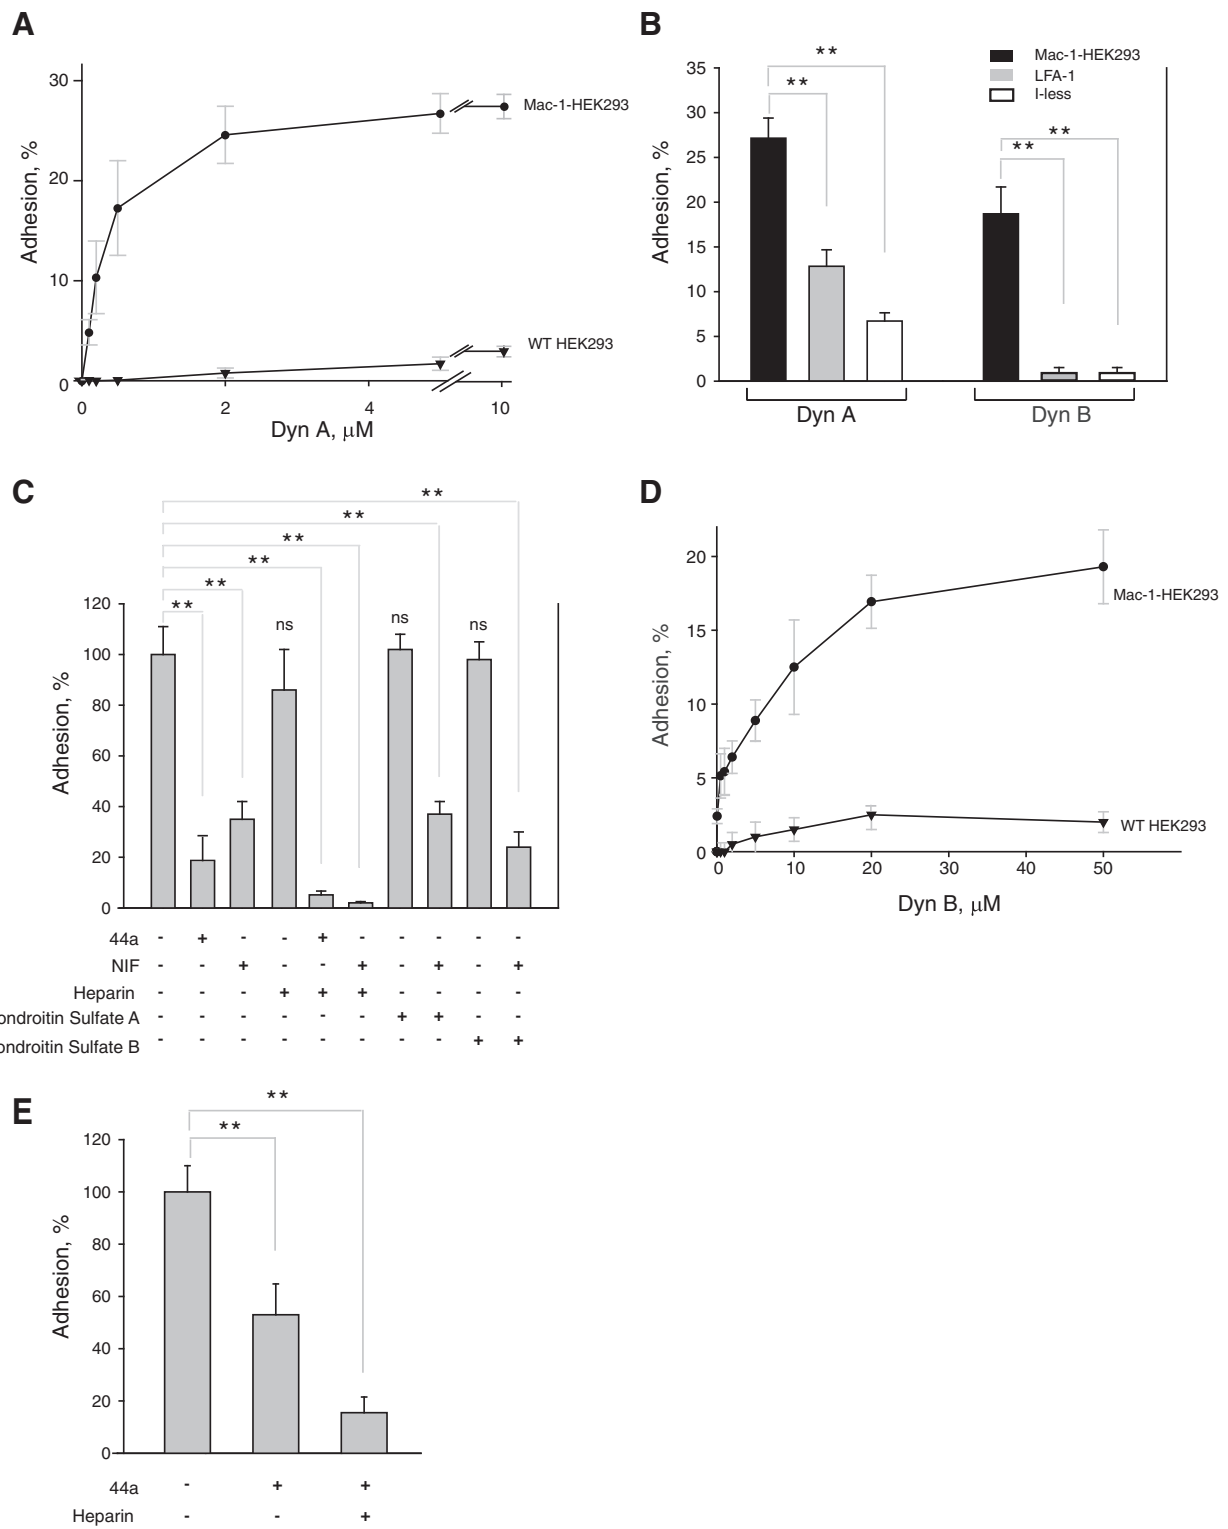 A
30
20
10
0
Adhesion, %
Mac-1-HEK293
WT HEK293
0 2 4 10
Dyn A, μM
B
Mac-1-HEK293
LFA-1
I-less
35
30
25
20
15
10
5
0
Adhesion, %
** **
** **
Dyn A Dyn B
C
**
**
**
**
**
**
ns ns ns
120
100
80
60
40
20
0
Adhesion, %
44a - + - - + - - - - -
NIF - - + - - + - + - +
Heparin - - - + + + - - - -
ondroitin Sulfate A - - - - - - + + - -
ondroitin Sulfate B - - - - - - - - + +
D
20
15
10
5
0
Adhesion, %
Mac-1-HEK293
WT HEK293
0 10 20 30 40 50
Dyn B, μM
E
**
**
120
100
80
60
40
20
0
Adhesion, %
44a - + +
Heparin - - +